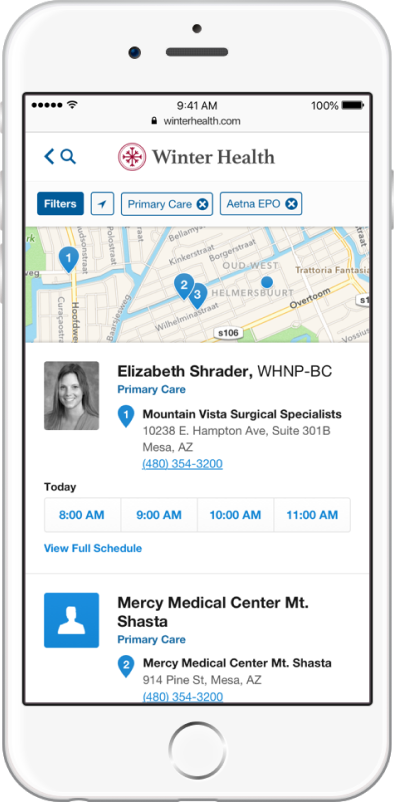 9:41 AM
100%
winterhealth.com
Winter Health
Filters
Primary Care
Aetna EPO
Bellamy
Kinkerstraat
Borgerstraat
OUD-WEST
Trattoria Fantasia
1
2
3
HELMERSBUURT
Overtoom
Wilhelminastraat
Baarsjesweg
Curaçaostraat
Hoofdweg
s106
s1
Vossius
Elizabeth Shrader, WHNP-BC
Primary Care
1 Mountain Vista Surgical Specialists
10238 E. Hampton Ave, Suite 301B
Mesa, AZ
(480) 354-3200
Today
8:00 AM 9:00 AM 10:00 AM 11:00 AM
View Full Schedule
Mercy Medical Center Mt.
Shasta
Primary Care
2 Mercy Medical Center Mt. Shasta
914 Pine St, Mesa, AZ
(480) 354-3200